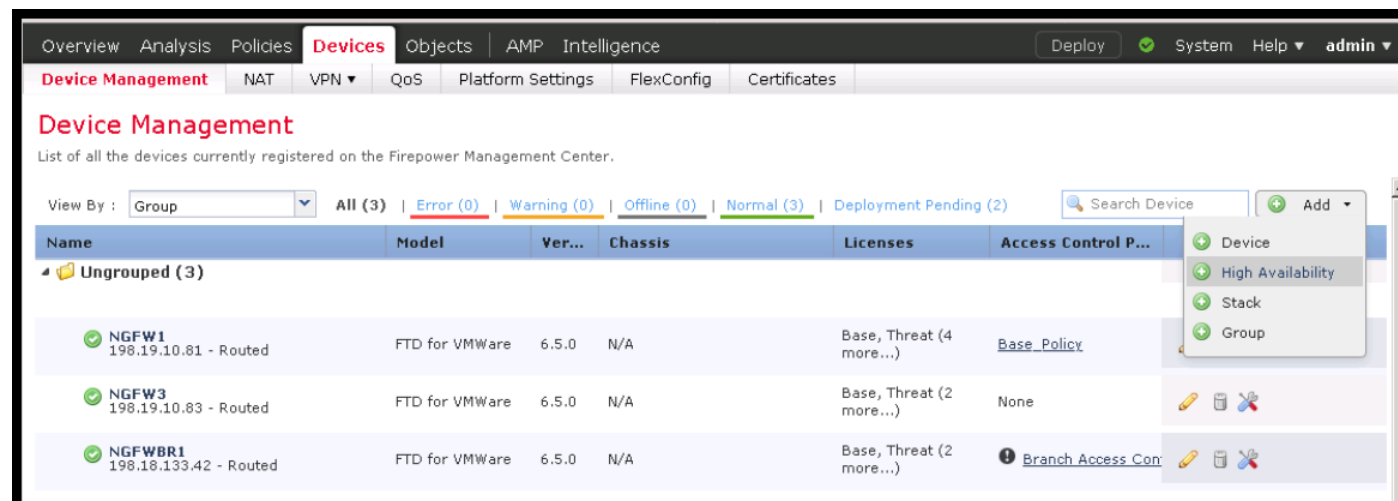 Overview Analysis Policies Devices Objects AMP Intelligence Deploy System Help ▾ admin ▾
Device Management NAT VPN ▾ QoS Platform Settings FlexConfig Certificates
Device Management
List of all the devices currently registered on the Firepower Management Center.
View By : Group All (3) | Error (0) | Warning (0) | Offline (0) | Normal (3) | Deployment Pending (2) Search Device Add
Name Model Ver... Chassis Licenses Access Control P...
Device
High Availability
Stack
Group
Ungrouped (3)
NGFW1
198.19.10.81 - Routed
FTD for VMWare 6.5.0 N/A
Base, Threat (4
more...)
Base_Policy
NGFW3
198.19.10.83 - Routed
FTD for VMWare 6.5.0 N/A
Base, Threat (2
more...)
None
NGFWBR1
198.18.133.42 - Routed
FTD for VMWare 6.5.0 N/A
Base, Threat (2
more...)
Branch Access Con